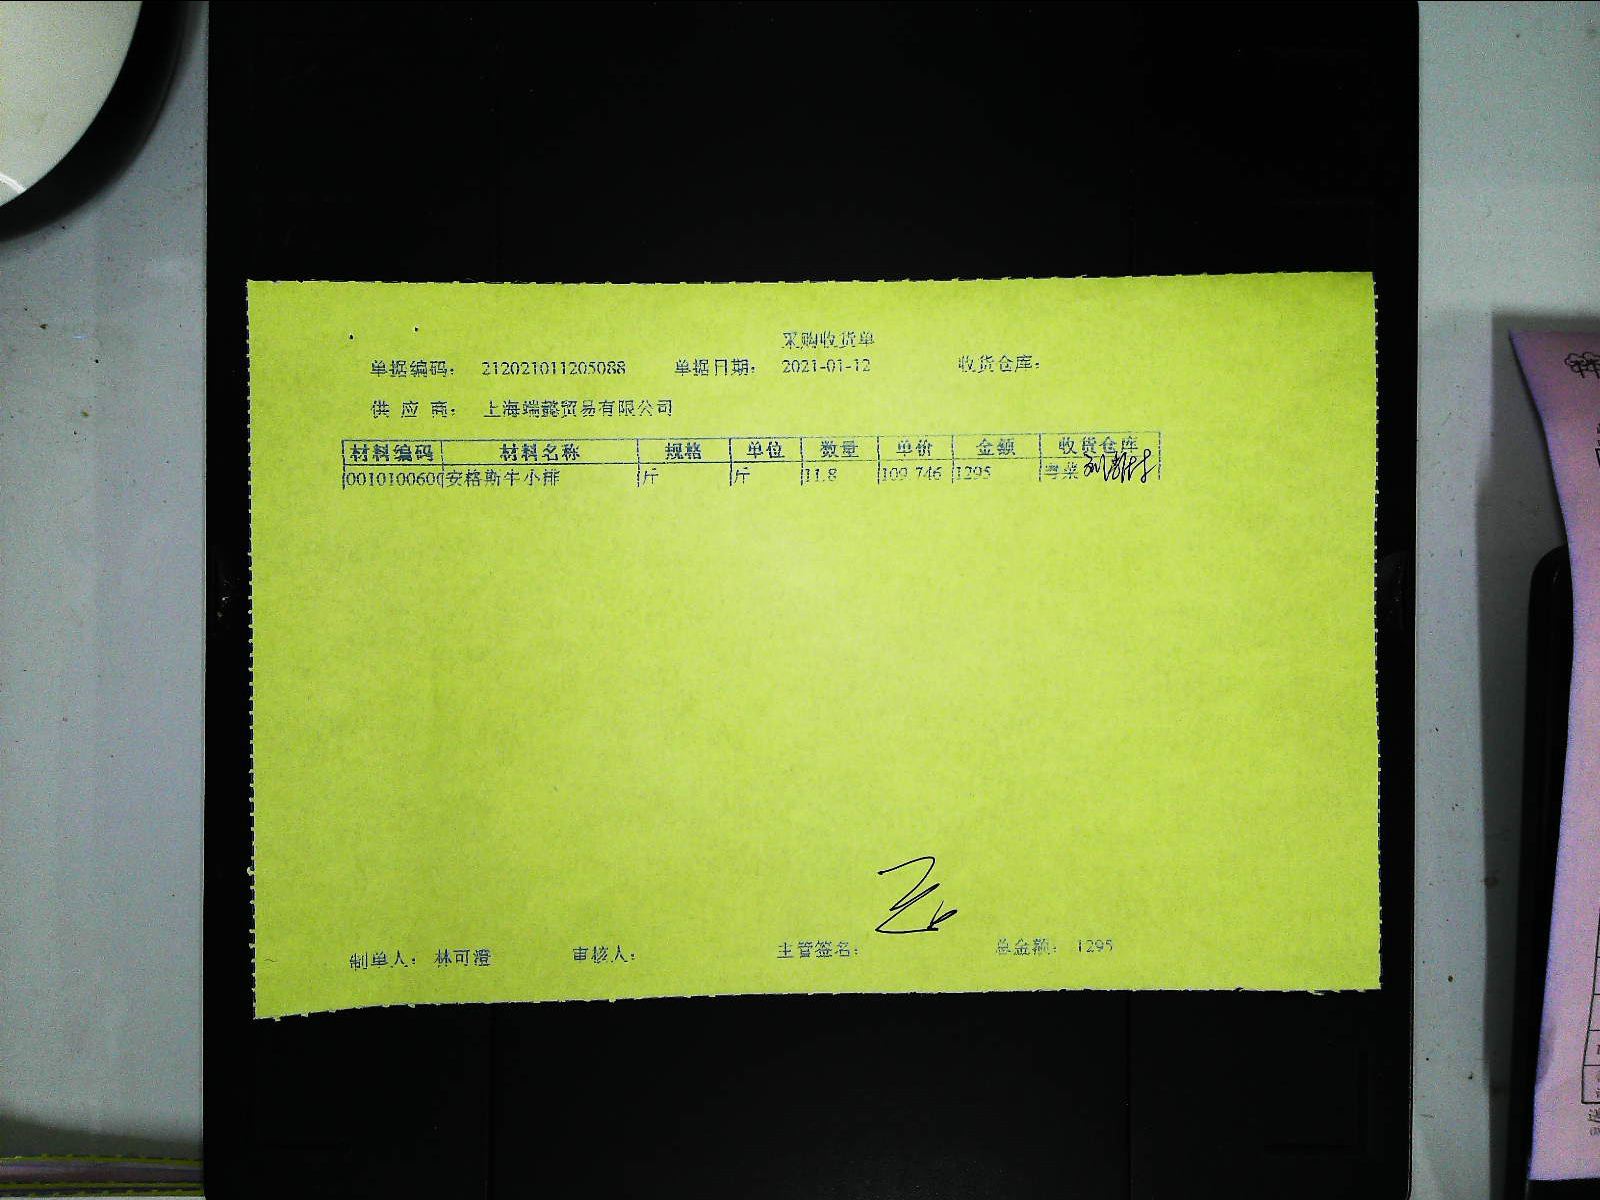 采购收货单
单据编码： 212021011205088 单据日期： 2021-01-12 收货仓库：
供 应 商： 上海端懿贸易有限公司
材料编码 材料名称 规格 单位 数量 单价 金额 收货仓库
0010100600 安格斯牛小排 斤 斤 11.8 109.746 1295 粤菜
制单人： 林可澄 审核人： 主管签名： 总金额： 1295